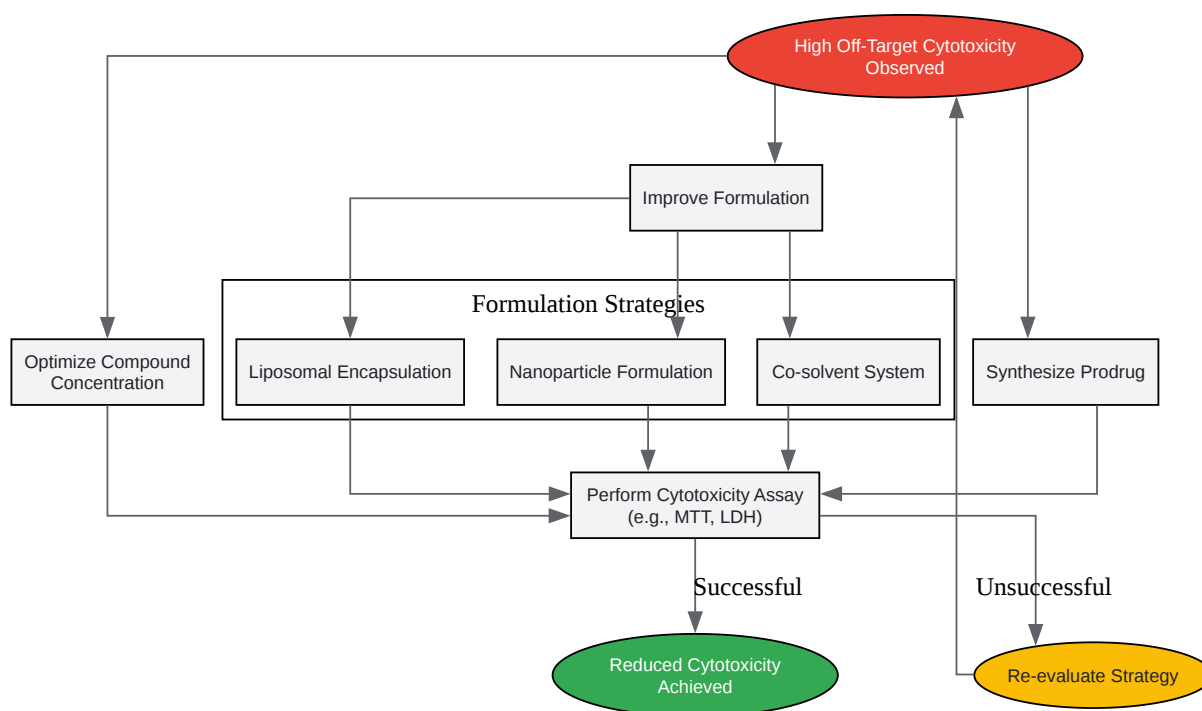 High Off-Target Cytotoxicity
Observed
Improve Formulation
Formulation Strategies
Optimize Compound
Concentration
Liposomal Encapsulation
Nanoparticle Formulation
Co-solvent System
Synthesize Prodrug
Perform Cytotoxicity Assay
(e.g., MTT, LDH)
Successful
Unsuccessful
Reduced Cytotoxicity
Achieved
Re-evaluate Strategy